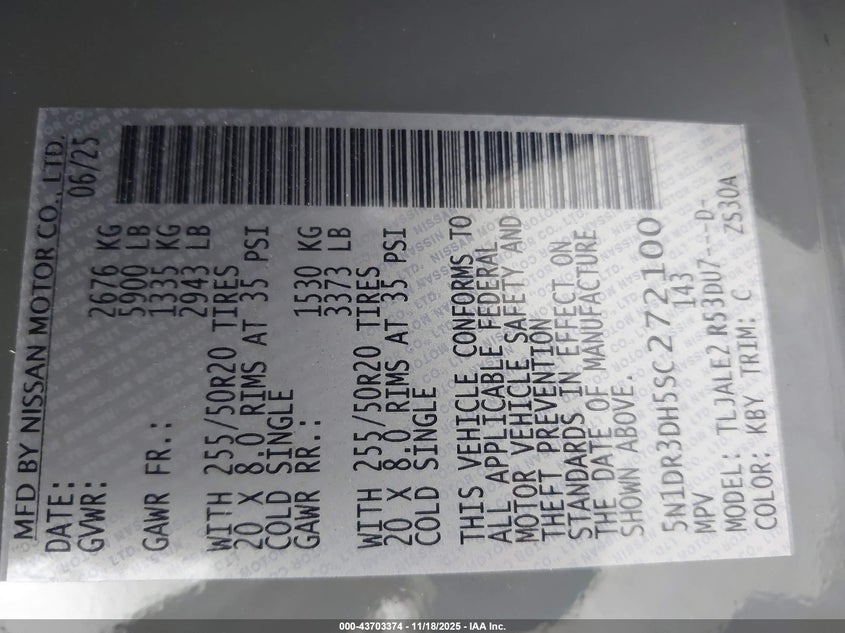 MFD BY NISSAN MOTOR CO., LTD.
DATE: 06/25
GVWR: 2676 KG
5900 LB
GAWR FR.: 1335 KG
2943 LB
WITH 255/50R20 TIRES
20 X 8.0 RIMS AT 35 PSI
COLD SINGLE
GAWR RR.: 1530 KG
3373 LB
WITH 255/50R20 TIRES
20 X 8.0 RIMS AT 35 PSI
COLD SINGLE
THIS VEHICLE CONFORMS TO
ALL APPLICABLE FEDERAL
MOTOR VEHICLE SAFETY AND
THEFT PREVENTION
STANDARDS IN EFFECT ON
THE DATE OF MANUFACTURE
SHOWN ABOVE.
5N1DR3DH5SC272100
MPV 143
MODEL: TLJALE2 R53DU7---D-
COLOR: KBY TRIM: C ZS30A
000-43703374 - 11/18/2025 - IAA Inc.